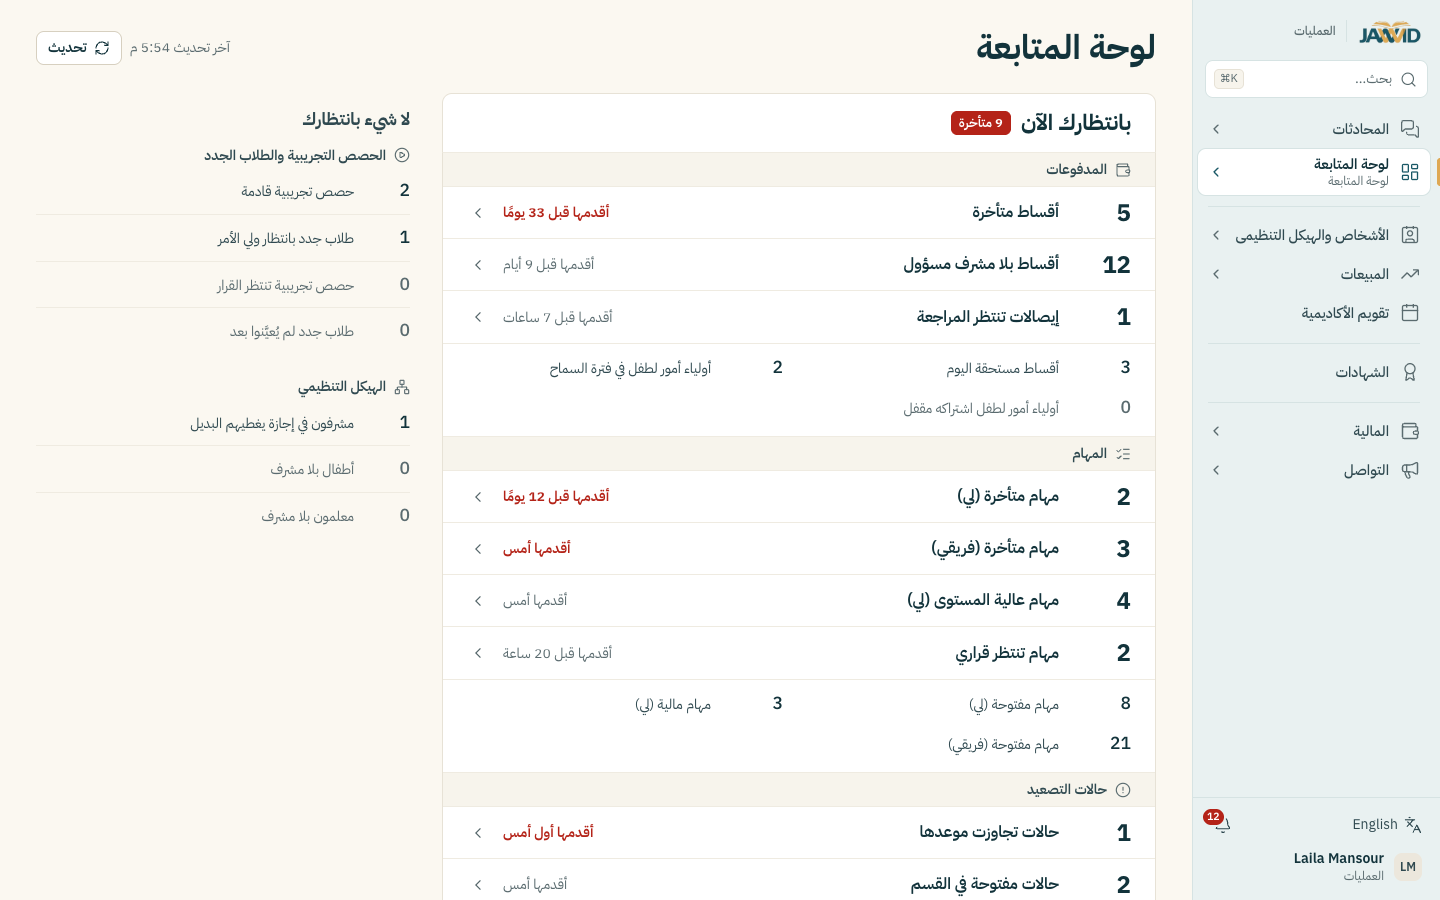 JAWWID
العمليات
بحث...
⌘K
المحادثات
لوحة المتابعة
لوحة المتابعة
الأشخاص والهيكل التنظيمي
المبيعات
تقويم الأكاديمية
الشهادات
المالية
التواصل
English
12
Laila Mansour
LM
العمليات
لوحة المتابعة
آخر تحديث 5:54 م
تحديث
بانتظارك الآن
9 متأخرة
المدفوعات
5 أقساط متأخرة أقدمها قبل 33 يومًا
12 أقساط بلا مشرف مسؤول أقدمها قبل 9 أيام
1 إيصالات تنتظر المراجعة أقدمها قبل 7 ساعات
3 أقساط مستحقة اليوم
2 أولياء أمور لطفل في فترة السماح
0 أولياء أمور لطفل اشتراكه مقفل
المهام
2 مهام متأخرة (لي) أقدمها قبل 12 يومًا
3 مهام متأخرة (فريقي) أقدمها أمس
4 مهام عالية المستوى (لي) أقدمها أمس
2 مهام تنتظر قراري أقدمها قبل 20 ساعة
8 مهام مفتوحة (لي)
3 مهام مالية (لي)
21 مهام مفتوحة (فريقي)
حالات التصعيد
1 حالات تجاوزت موعدها أقدمها أول أمس
2 حالات مفتوحة في القسم أقدمها أمس
لا شيء بانتظارك
الحصص التجريبية والطلاب الجدد
2 حصص تجريبية قادمة
1 طلاب جدد بانتظار ولي الأمر
0 حصص تجريبية تنتظر القرار
0 طلاب جدد لم يُعيَّنوا بعد
الهيكل التنظيمي
1 مشرفون في إجازة يغطيهم البديل
0 أطفال بلا مشرف
0 معلمون بلا مشرف